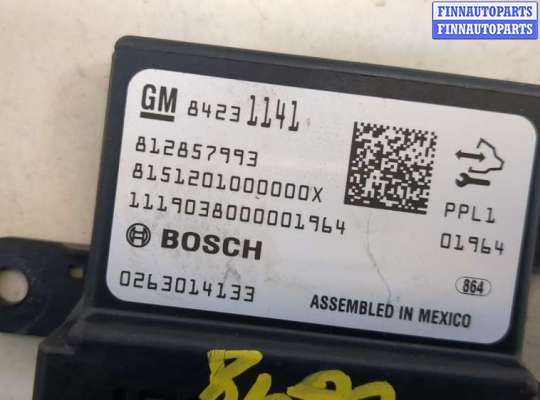 FINNAUTOPARTS
FINNAUTOPARTS
GM 84231141
812857993
8151201000000X
1119038000001964
BOSCH
0263014133
PPL1
01964
864
ASSEMBLED IN MEXICO